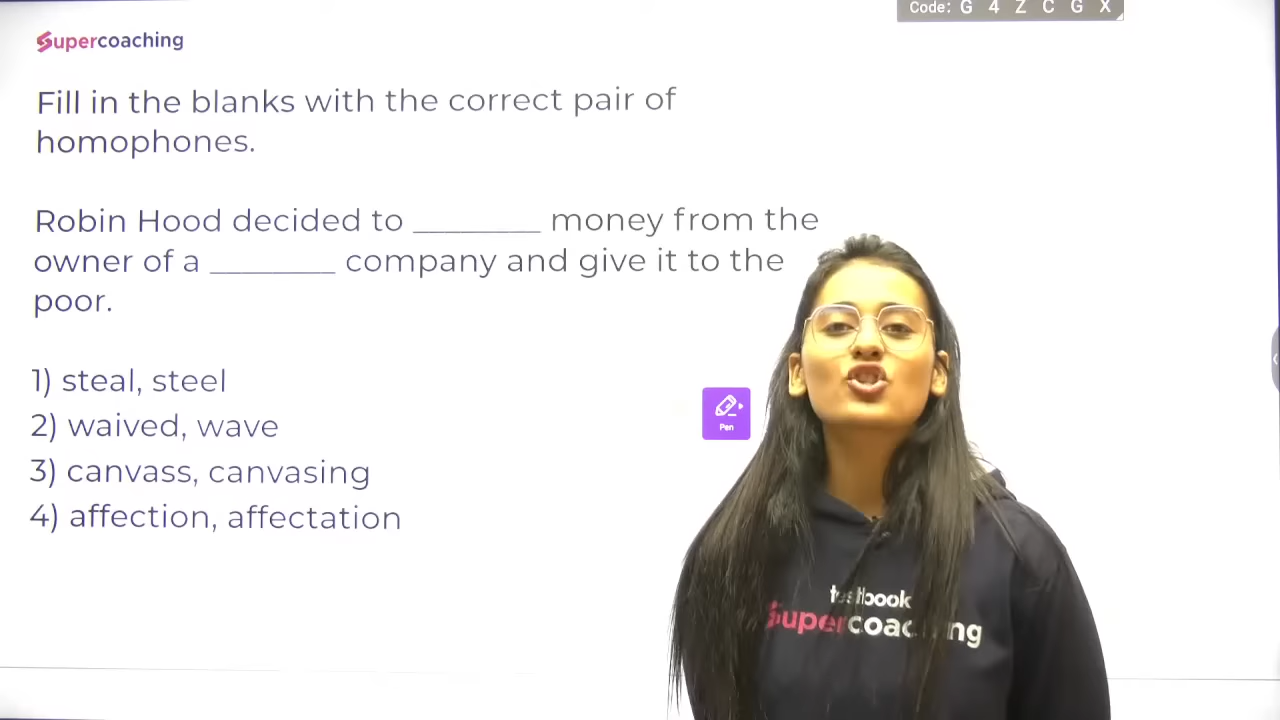 Code: G 4 Z C G X
Supercoaching
Fill in the blanks with the correct pair of
homophones.
Robin Hood decided to ________ money from the
owner of a ________ company and give it to the
poor.
1) steal, steel
2) waived, wave
3) canvass, canvasing
4) affection, affectation
Pen
testbook
Supercoaching